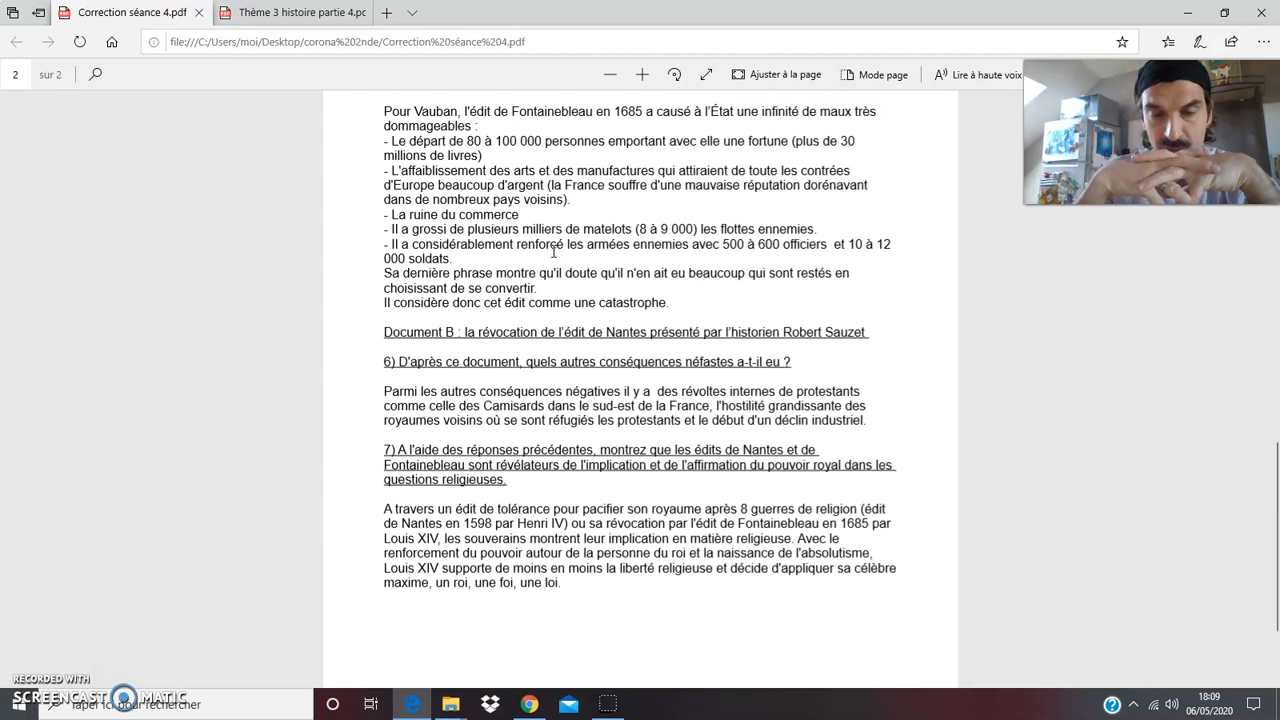 Correction séance 4.pdf
Thème 3 histoire partie 4.pc
file:///C:/Users/moi/Desktop/corona%202nde/Correction%20séance%204.pdf
2 sur 2
Ajuster à la page
Mode page
Lire à haute voix
Pour Vauban, l'édit de Fontainebleau en 1685 a causé à l'État une infinité de maux très
dommageables :
- Le départ de 80 à 100 000 personnes emportant avec elle une fortune (plus de 30
millions de livres)
- L'affaiblissement des arts et des manufactures qui attiraient de toute les contrées
d'Europe beaucoup d'argent (la France souffre d'une mauvaise réputation dorénavant
dans de nombreux pays voisins).
- La ruine du commerce
- Il a grossi de plusieurs milliers de matelots (8 à 9 000) les flottes ennemies.
- Il a considérablement renforcé les armées ennemies avec 500 à 600 officiers et 10 à 12
000 soldats.
Sa dernière phrase montre qu'il doute qu'il n'en ait eu beaucoup qui sont restés en
choisissant de se convertir.
Il considère donc cet édit comme une catastrophe.
Document B : la révocation de l'édit de Nantes présenté par l'historien Robert Sauzet
6) D'après ce document, quels autres conséquences néfastes a-t-il eu ?
Parmi les autres conséquences négatives il y a des révoltes internes de protestants
comme celle des Camisards dans le sud-est de la France, l'hostilité grandissante des
royaumes voisins où se sont réfugiés les protestants et le début d'un déclin industriel.
7) A l'aide des réponses précédentes, montrez que les édits de Nantes et de
Fontainebleau sont révélateurs de l'implication et de l'affirmation du pouvoir royal dans les
questions religieuses.
A travers un édit de tolérance pour pacifier son royaume après 8 guerres de religion (édit
de Nantes en 1598 par Henri IV) ou sa révocation par l'édit de Fontainebleau en 1685 par
Louis XIV, les souverains montrent leur implication en matière religieuse. Avec le
renforcement du pouvoir autour de la personne du roi et la naissance de l'absolutisme,
Louis XIV supporte de moins en moins la liberté religieuse et décide d'appliquer sa célèbre
maxime, un roi, une foi, une loi.
RECORDED WITH
SCREENCAST MATIC
Taper ici pour rechercher
18:09
06/05/2020